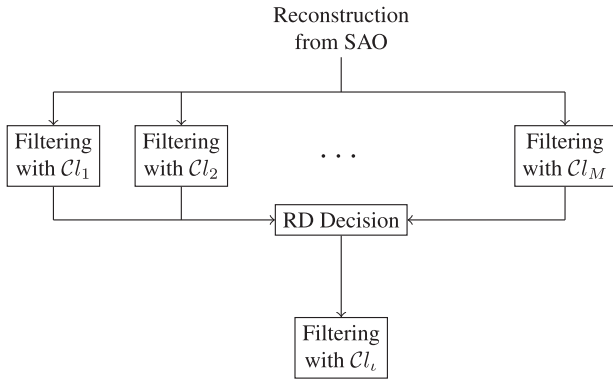 Reconstruction
from SAO
Filtering
with 𝒞l₁
Filtering
with 𝒞l₂
· · ·
Filtering
with 𝒞l_M
RD Decision
Filtering
with 𝒞l_ι